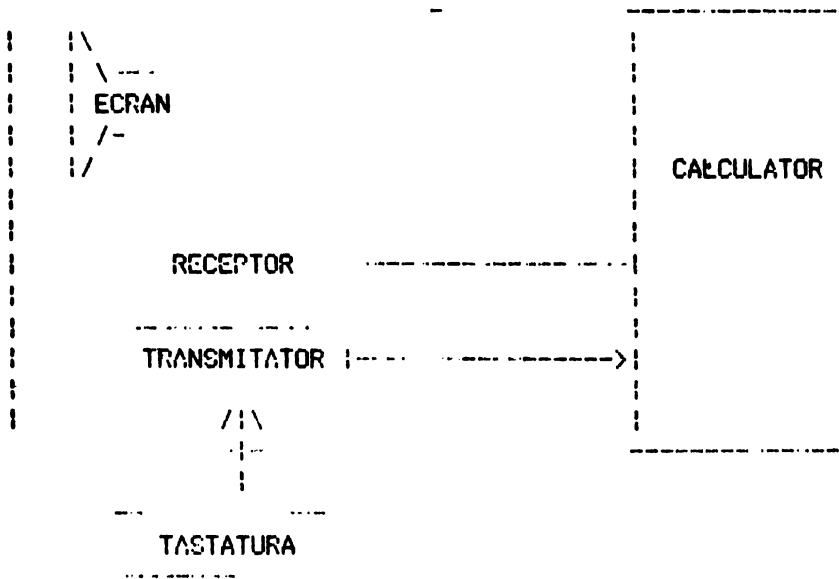 ECRAN
CALCULATOR
RECEPTOR
TRANSMITATOR
TASTATURA